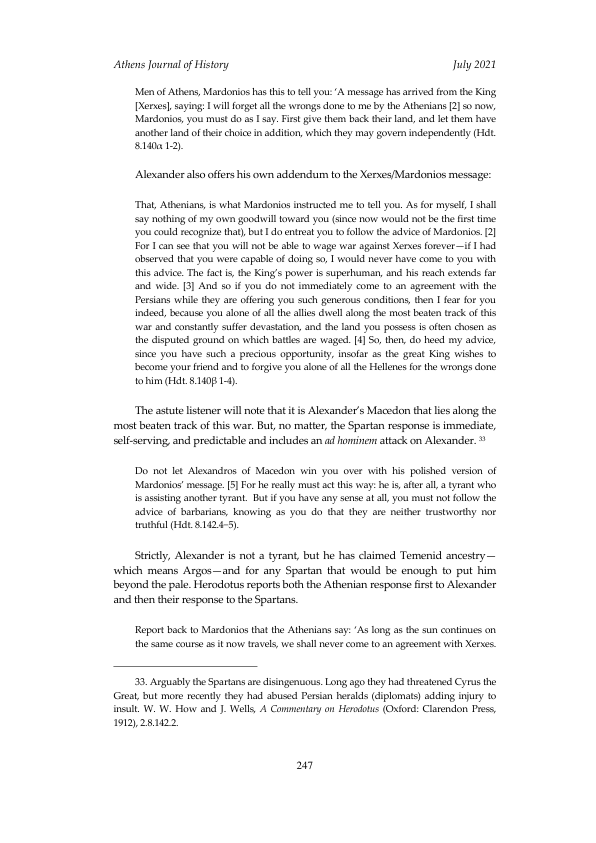 Athens Journal of History July 2021
Men of Athens, Mardonios has this to tell you: ‘A message has arrived from the King
[Xerxes], saying: I will forget all the wrongs done to me by the Athenians [2] so now,
Mardonios, you must do as I say. First give them back their land, and let them have
another land of their choice in addition, which they may govern independently (Hdt.
8.140α 1-2).
Alexander also offers his own addendum to the Xerxes/Mardonios message:
That, Athenians, is what Mardonios instructed me to tell you. As for myself, I shall
say nothing of my own goodwill toward you (since now would not be the first time
you could recognize that), but I do entreat you to follow the advice of Mardonios. [2]
For I can see that you will not be able to wage war against Xerxes forever—if I had
observed that you were capable of doing so, I would never have come to you with
this advice. The fact is, the King’s power is superhuman, and his reach extends far
and wide. [3] And so if you do not immediately come to an agreement with the
Persians while they are offering you such generous conditions, then I fear for you
indeed, because you alone of all the allies dwell along the most beaten track of this
war and constantly suffer devastation, and the land you possess is often chosen as
the disputed ground on which battles are waged. [4] So, then, do heed my advice,
since you have such a precious opportunity, insofar as the great King wishes to
become your friend and to forgive you alone of all the Hellenes for the wrongs done
to him (Hdt. 8.140β 1-4).
The astute listener will note that it is Alexander’s Macedon that lies along the
most beaten track of this war. But, no matter, the Spartan response is immediate,
self-serving, and predictable and includes an ad hominem attack on Alexander. 33
Do not let Alexandros of Macedon win you over with his polished version of
Mardonios’ message. [5] For he really must act this way: he is, after all, a tyrant who
is assisting another tyrant. But if you have any sense at all, you must not follow the
advice of barbarians, knowing as you do that they are neither trustworthy nor
truthful (Hdt. 8.142.4−5).
Strictly, Alexander is not a tyrant, but he has claimed Temenid ancestry—
which means Argos—and for any Spartan that would be enough to put him
beyond the pale. Herodotus reports both the Athenian response first to Alexander
and then their response to the Spartans.
Report back to Mardonios that the Athenians say: ‘As long as the sun continues on
the same course as it now travels, we shall never come to an agreement with Xerxes.
33. Arguably the Spartans are disingenuous. Long ago they had threatened Cyrus the
Great, but more recently they had abused Persian heralds (diplomats) adding injury to
insult. W. W. How and J. Wells, A Commentary on Herodotus (Oxford: Clarendon Press,
1912), 2.8.142.2.
247